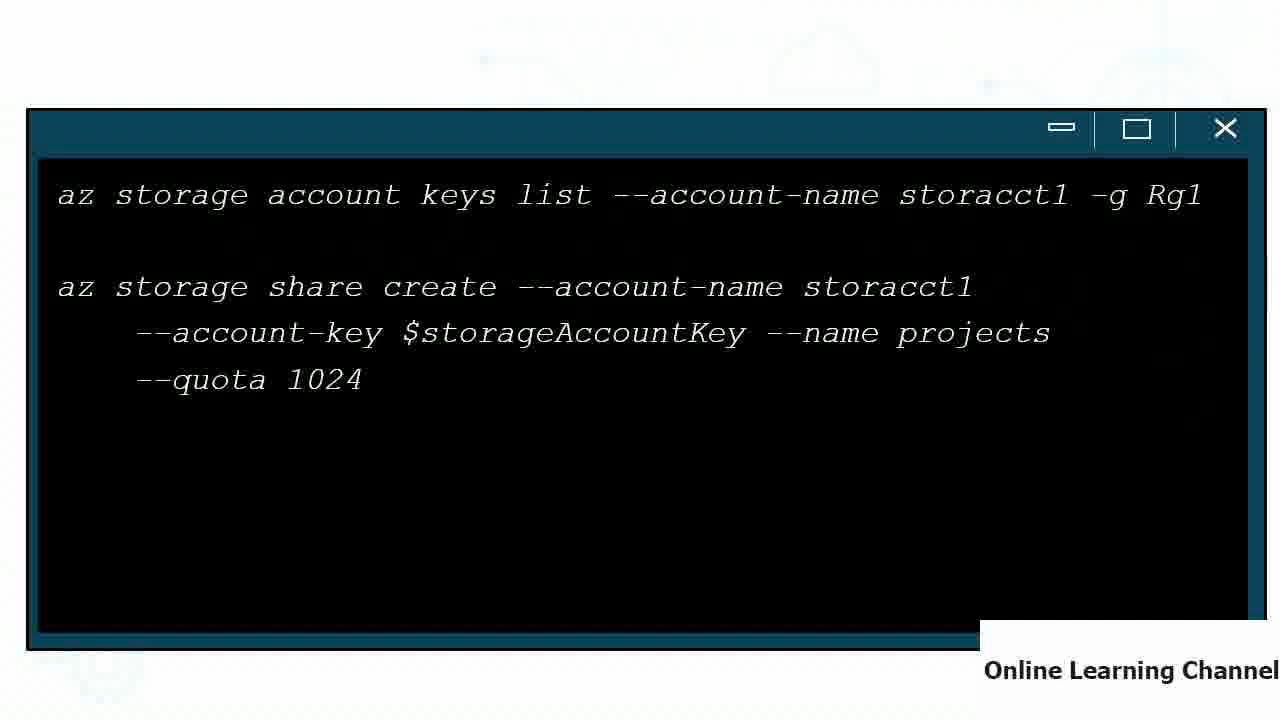 az storage account keys list --account-name storacct1 -g Rg1
az storage share create --account-name storacct1
--account-key $storageAccountKey --name projects
--quota 1024
Online Learning Channel